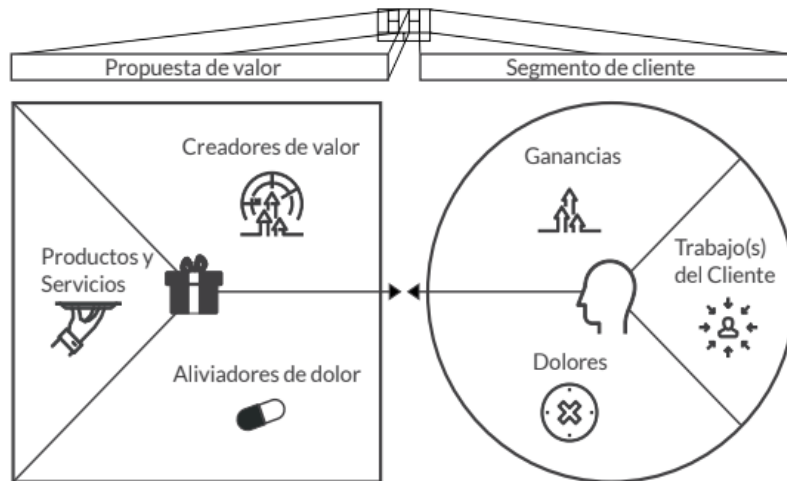 Propuesta de valor
Segmento de cliente
Creadores de valor
Productos y
Servicios
Aliviadores de dolor
Ganancias
Trabajo(s)
del Cliente
Dolores